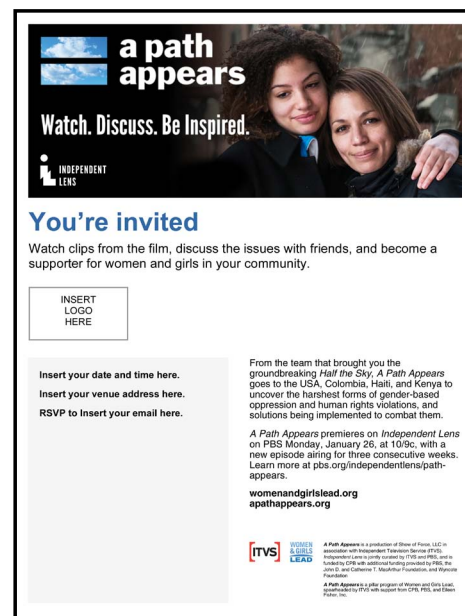 a path
appears
Watch. Discuss. Be Inspired.
INDEPENDENT
LENS
You're invited
Watch clips from the film, discuss the issues with friends, and become a
supporter for women and girls in your community.
INSERT
LOGO
HERE
Insert your date and time here.
Insert your venue address here.
RSVP to Insert your email here.
From the team that brought you the
groundbreaking Half the Sky, A Path Appears
goes to the USA, Colombia, Haiti, and Kenya to
uncover the harshest forms of gender-based
oppression and human rights violations, and
solutions being implemented to combat them.
A Path Appears premieres on Independent Lens
on PBS Monday, January 26, at 10/9c, with a
new episode airing for three consecutive weeks.
Learn more at pbs.org/independentlens/path-
appears.
womenandgirlslead.org
apathappears.org
[ITVS]
WOMEN
& GIRLS
LEAD
A Path Appears is a production of Show of Force, LLC in
association with Independent Television Service (ITVS).
Independent Lens is jointly curated by ITVS and PBS, and is
funded by CPB with additional funding provided by PBS, the
John D. and Catherine T. MacArthur Foundation, and Wyncote
Foundation
A Path Appears is a pillar program of Women and Girls Lead,
spearheaded by ITVS with support from CPB, PBS, and Eileen
Fisher, Inc.